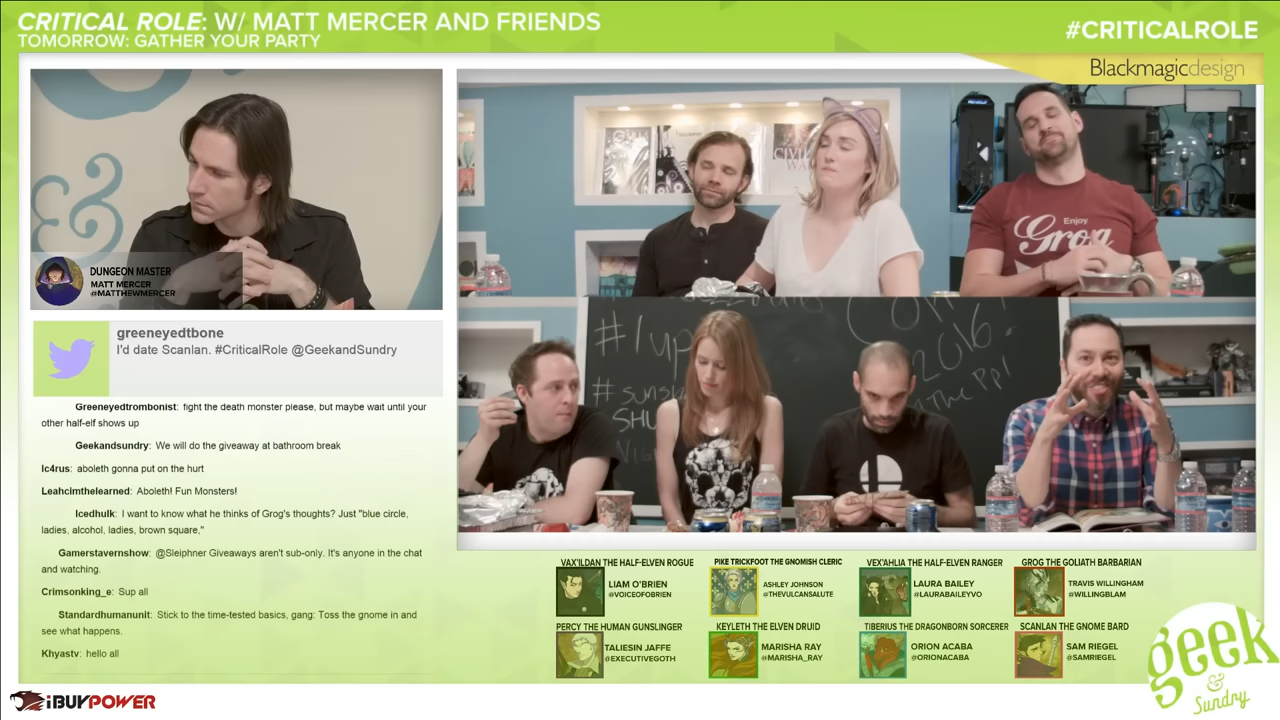 CRITICAL ROLE: W/ MATT MERCER AND FRIENDS
TOMORROW: GATHER YOUR PARTY
#CRITICALROLE
Blackmagicdesign
DUNGEON MASTER
MATT MERCER
@MATTHEWMERCER
greeneyedtbone
I'd date Scanlan. #CriticalRole @GeekandSundry
Greeneyedtrombonist: fight the death monster please, but maybe wait until your
other half-elf shows up
Geekandsundry: We will do the giveaway at bathroom break
Ic4rus: aboleth gonna put on the hurt
Leahcimthelearned: Aboleth! Fun Monsters!
Icedhulk: I want to know what he thinks of Grog's thoughts? Just "blue circle,
ladies, alcohol, ladies, brown square,"
Gamerstavernshow: @Sleiphner Giveaways aren't sub-only. It's anyone in the chat
and watching.
Crimsonking_e: Sup all
Standardhumanunit: Stick to the time-tested basics, gang: Toss the gnome in and
see what happens.
Khyastv: hello all
CIVIL
WAR
Enjoy
Grog
#1up
2016
the Ppl
VAX'ILDAN THE HALF-ELVEN ROGUE
LIAM O'BRIEN
@VOICEOFOBRIEN
PIKE TRICKFOOT THE GNOMISH CLERIC
ASHLEY JOHNSON
@THEVULCANSALUTE
VEX'AHLIA THE HALF-ELVEN RANGER
LAURA BAILEY
@LAURABAILEYVO
GROG THE GOLIATH BARBARIAN
TRAVIS WILLINGHAM
@WILLINGBLAM
PERCY THE HUMAN GUNSLINGER
TALIESIN JAFFE
@EXECUTIVEGOTH
KEYLETH THE ELVEN DRUID
MARISHA RAY
@MARISHA_RAY
TIBERIUS THE DRAGONBORN SORCERER
ORION ACABA
@ORIONACABA
SCANLAN THE GNOME BARD
SAM RIEGEL
@SAMRIEGEL
geek
&
Sundry
iBUYPOWER